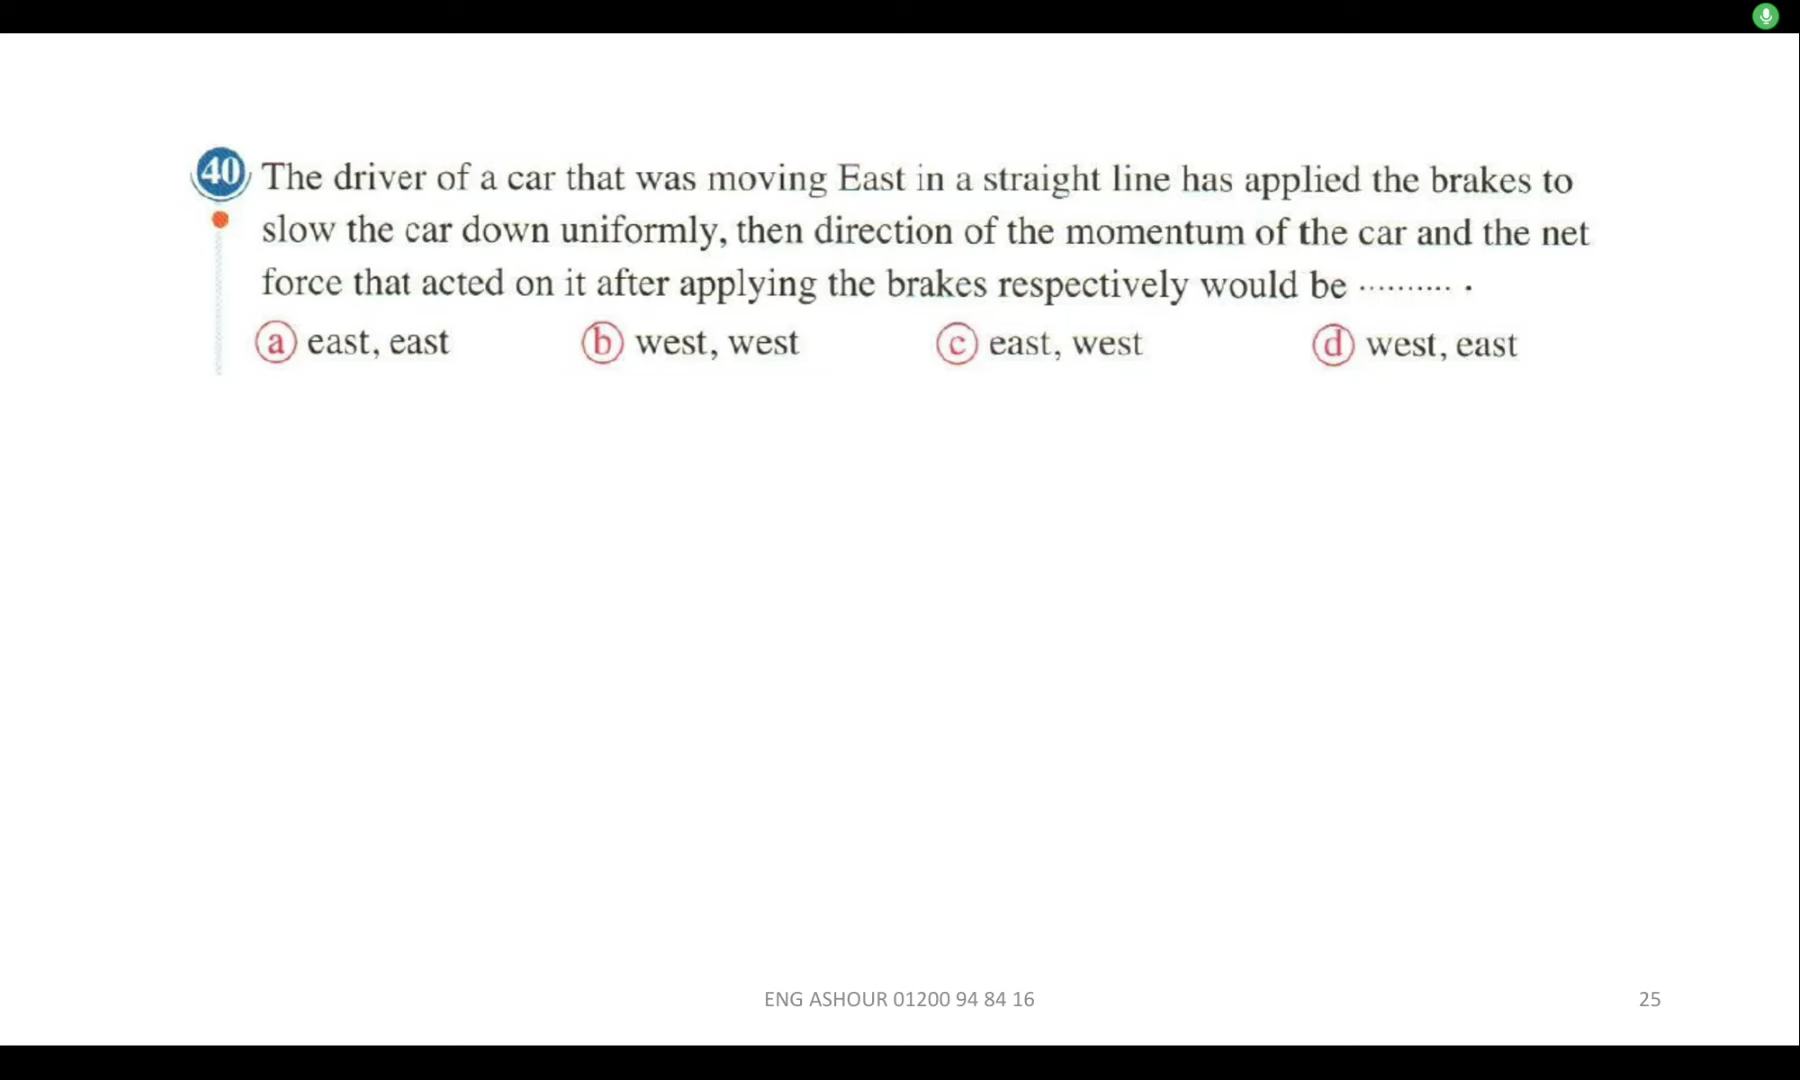 40 The driver of a car that was moving East in a straight line has applied the brakes to
slow the car down uniformly, then direction of the momentum of the car and the net
force that acted on it after applying the brakes respectively would be .......... .
a east, east b west, west c east, west d west, east
ENG ASHOUR 01200 94 84 16 25